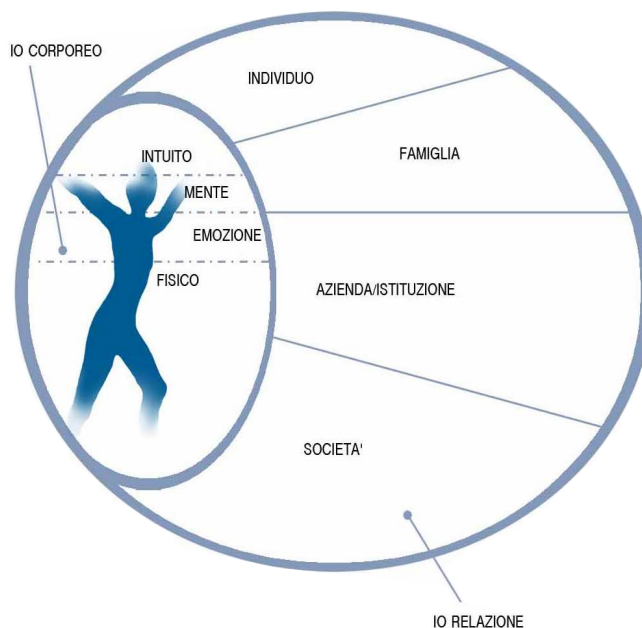 IO CORPOREO
INDIVIDUO
FAMIGLIA
INTUITO
MENTE
EMOZIONE
FISICO
AZIENDA/ISTITUZIONE
SOCIETA'
IO RELAZIONE